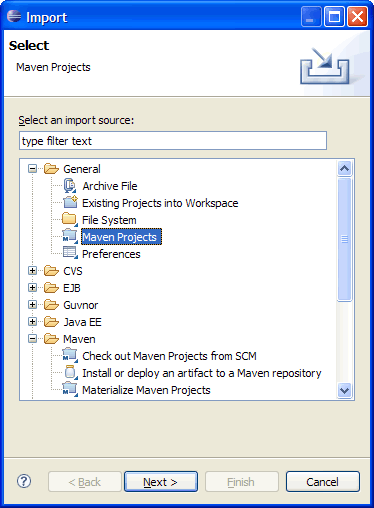 Import
Select
Maven Projects
Select an import source:
type filter text
General
Archive File
Existing Projects into Workspace
File System
Maven Projects
Preferences
CVS
EJB
Guvnor
Java EE
Maven
Check out Maven Projects from SCM
Install or deploy an artifact to a Maven repository
Materialize Maven Projects
? < Back Next > Finish Cancel